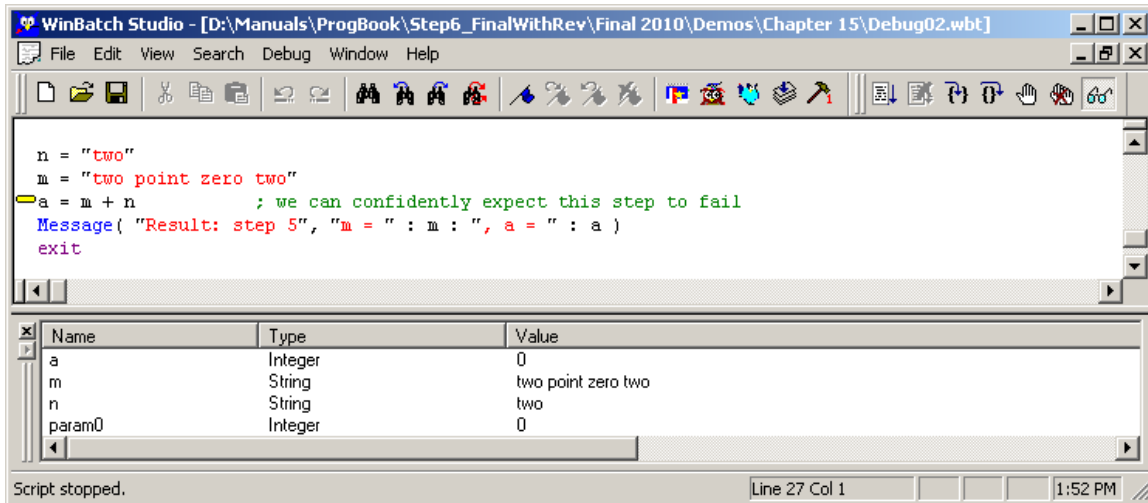 WinBatch Studio - [D:\Manuals\ProgBook\Step6_FinalWithRev\Final 2010\Demos\Chapter 15\Debug02.wbt]
File Edit View Search Debug Window Help
n = "two"
m = "two point zero two"
a = m + n ; we can confidently expect this step to fail
Message( "Result: step 5", "m = " : m : ", a = " : a )
exit
Name Type Value
a Integer 0
m String two point zero two
n String two
param0 Integer 0
Script stopped. Line 27 Col 1 1:52 PM